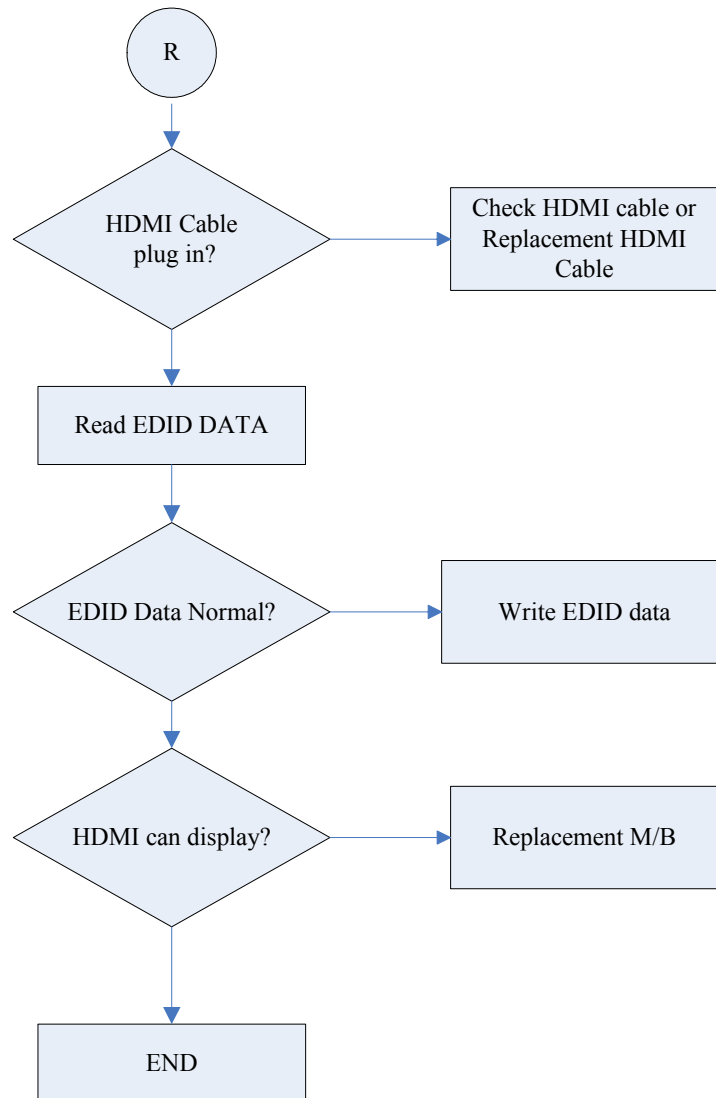 R
HDMI Cable
plug in?
Check HDMI cable or
Replacement HDMI
Cable
Read EDID DATA
EDID Data Normal?
Write EDID data
HDMI can display?
Replacement M/B
END